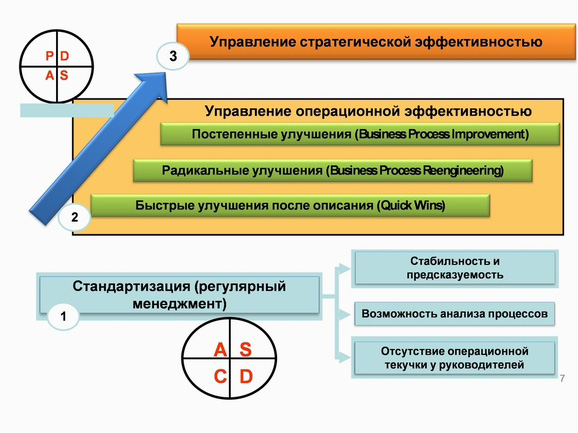 Управление стратегической эффективностью
3
P D
A S
Управление операционной эффективностью
Постепенные улучшения (Business Process Improvement)
Радикальные улучшения (Business Process Reengineering)
Быстрые улучшения после описания (Quick Wins)
2
Стандартизация (регулярный
менеджмент)
1
Стабильность и
предсказуемость
Возможность анализа процессов
Отсутствие операционной
текучки у руководителей
A S
C D
7